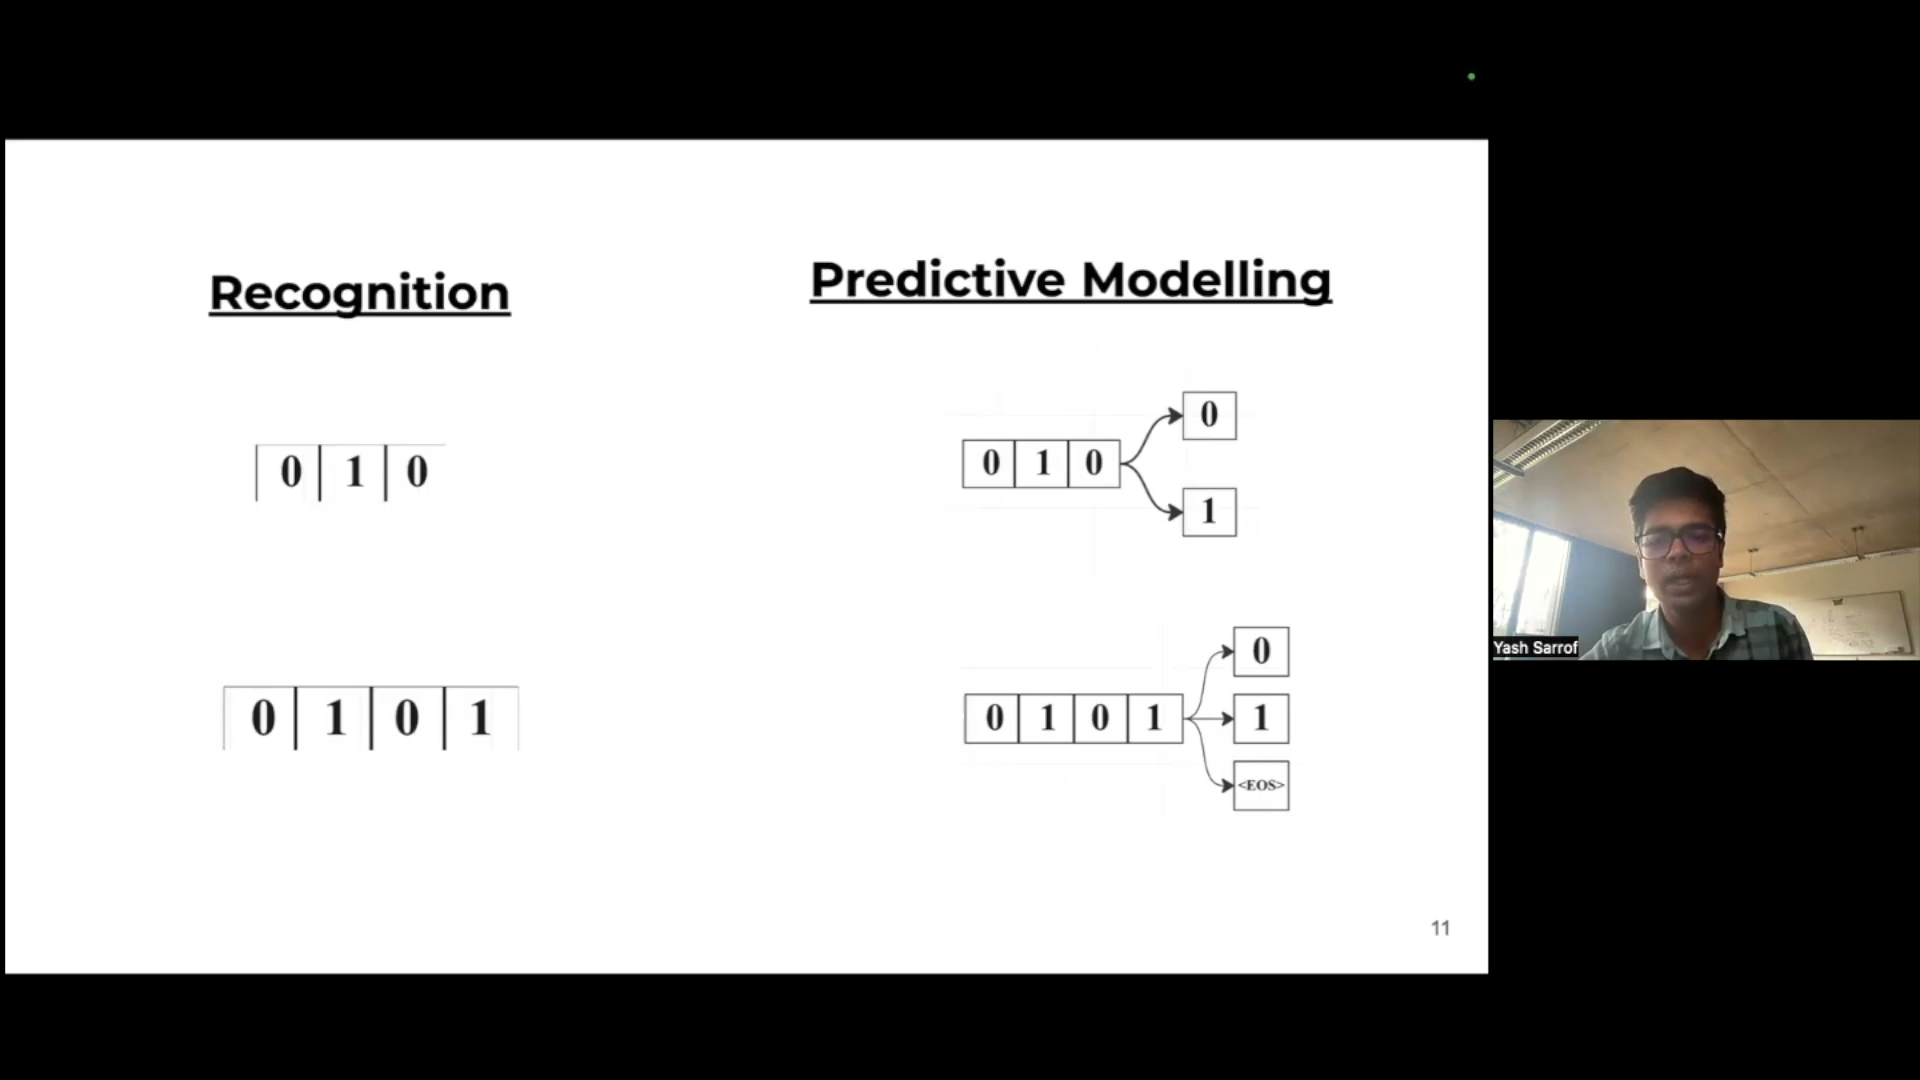 Recognition
0 1 0
0 1 0 1
Predictive Modelling
0
0 1 0
1
0
0 1 0 1
1
<EOS>
11
Yash Sarrof